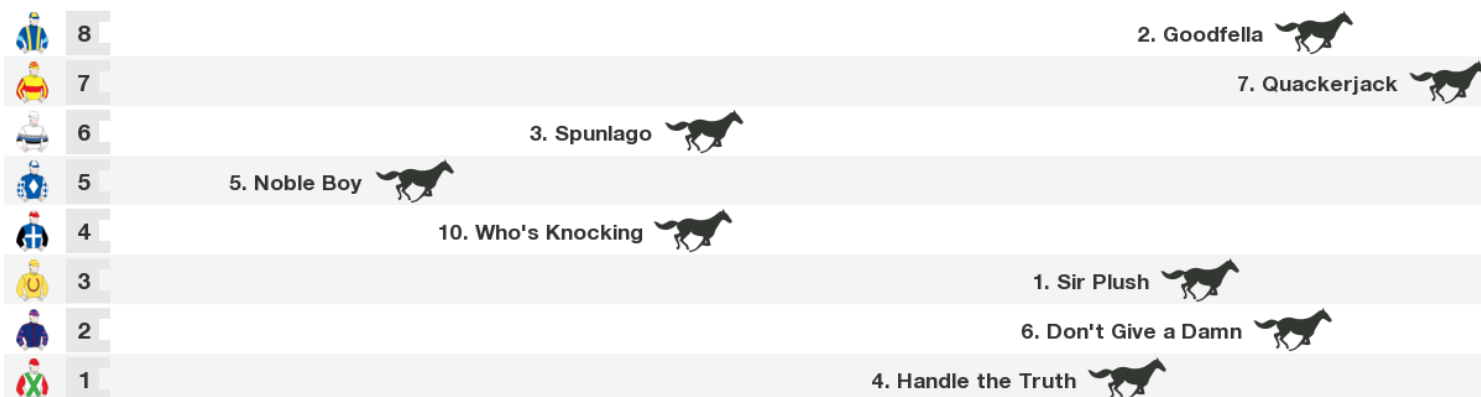 8 2. Goodfella
7 7. Quackerjack
6 3. Spunlago
5 5. Noble Boy
4 10. Who's Knocking
3 1. Sir Plush
2 6. Don't Give a Damn
1 4. Handle the Truth